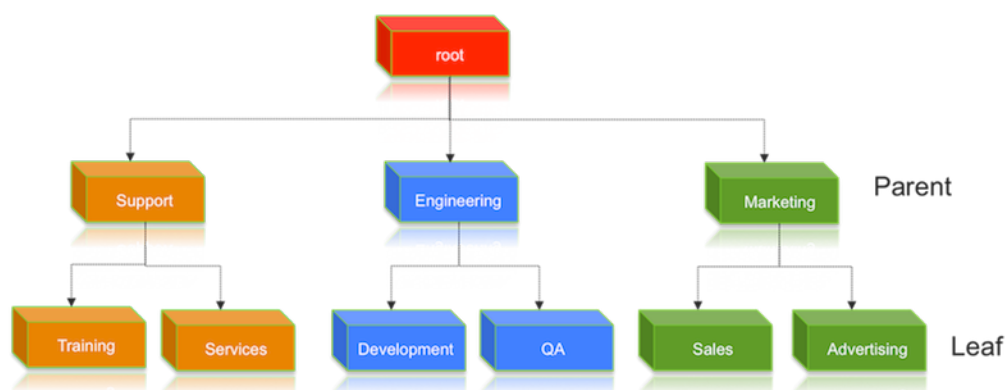 root
Support
Engineering
Marketing
Parent
Training
Services
Development
QA
Sales
Advertising
Leaf